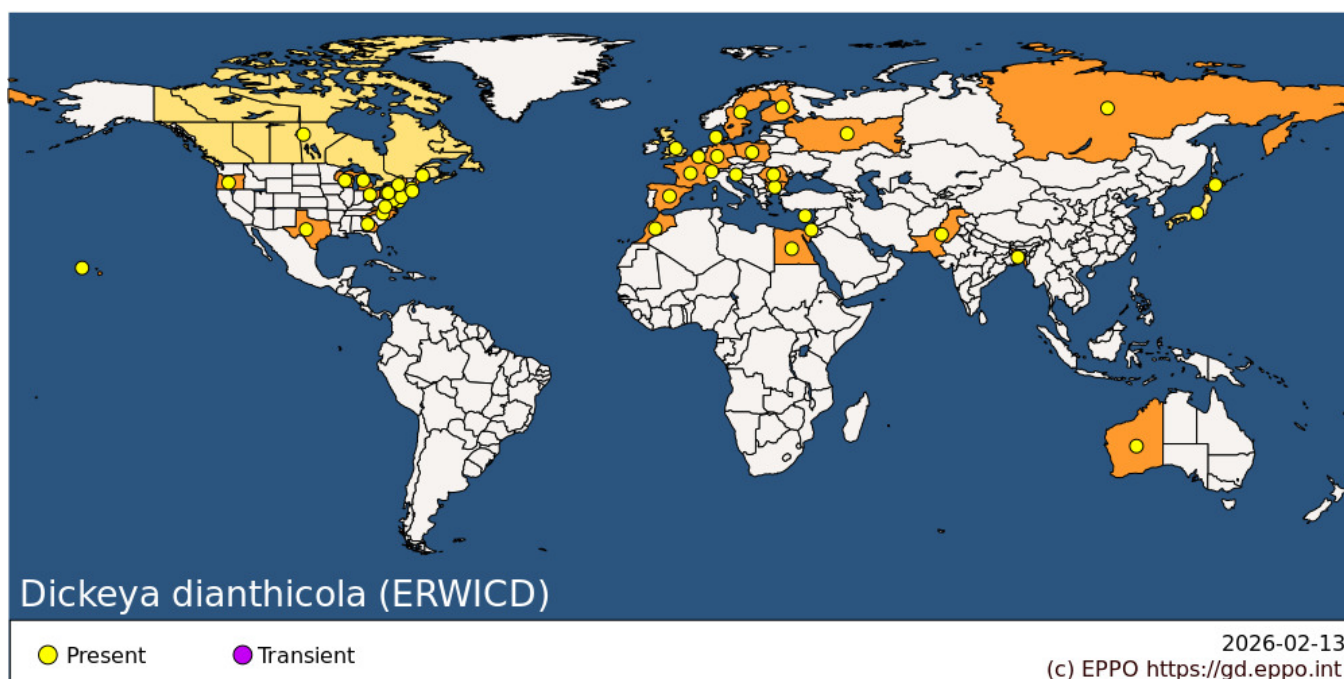 Dickeya dianthicola (ERWICD)
Present
Transient
2026-02-13
(c) EPPO https://gd.eppo.int